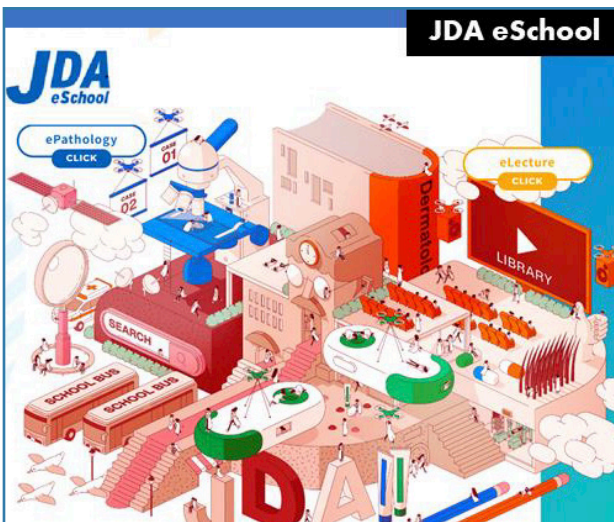 JDA eSchool
JDA
eSchool
ePathology
CLICK
CASE
01
CASE
02
eLecture
CLICK
Dermatolo
LIBRARY
SEARCH
SCHOOL BUS
SCHOOL BUS
JDA